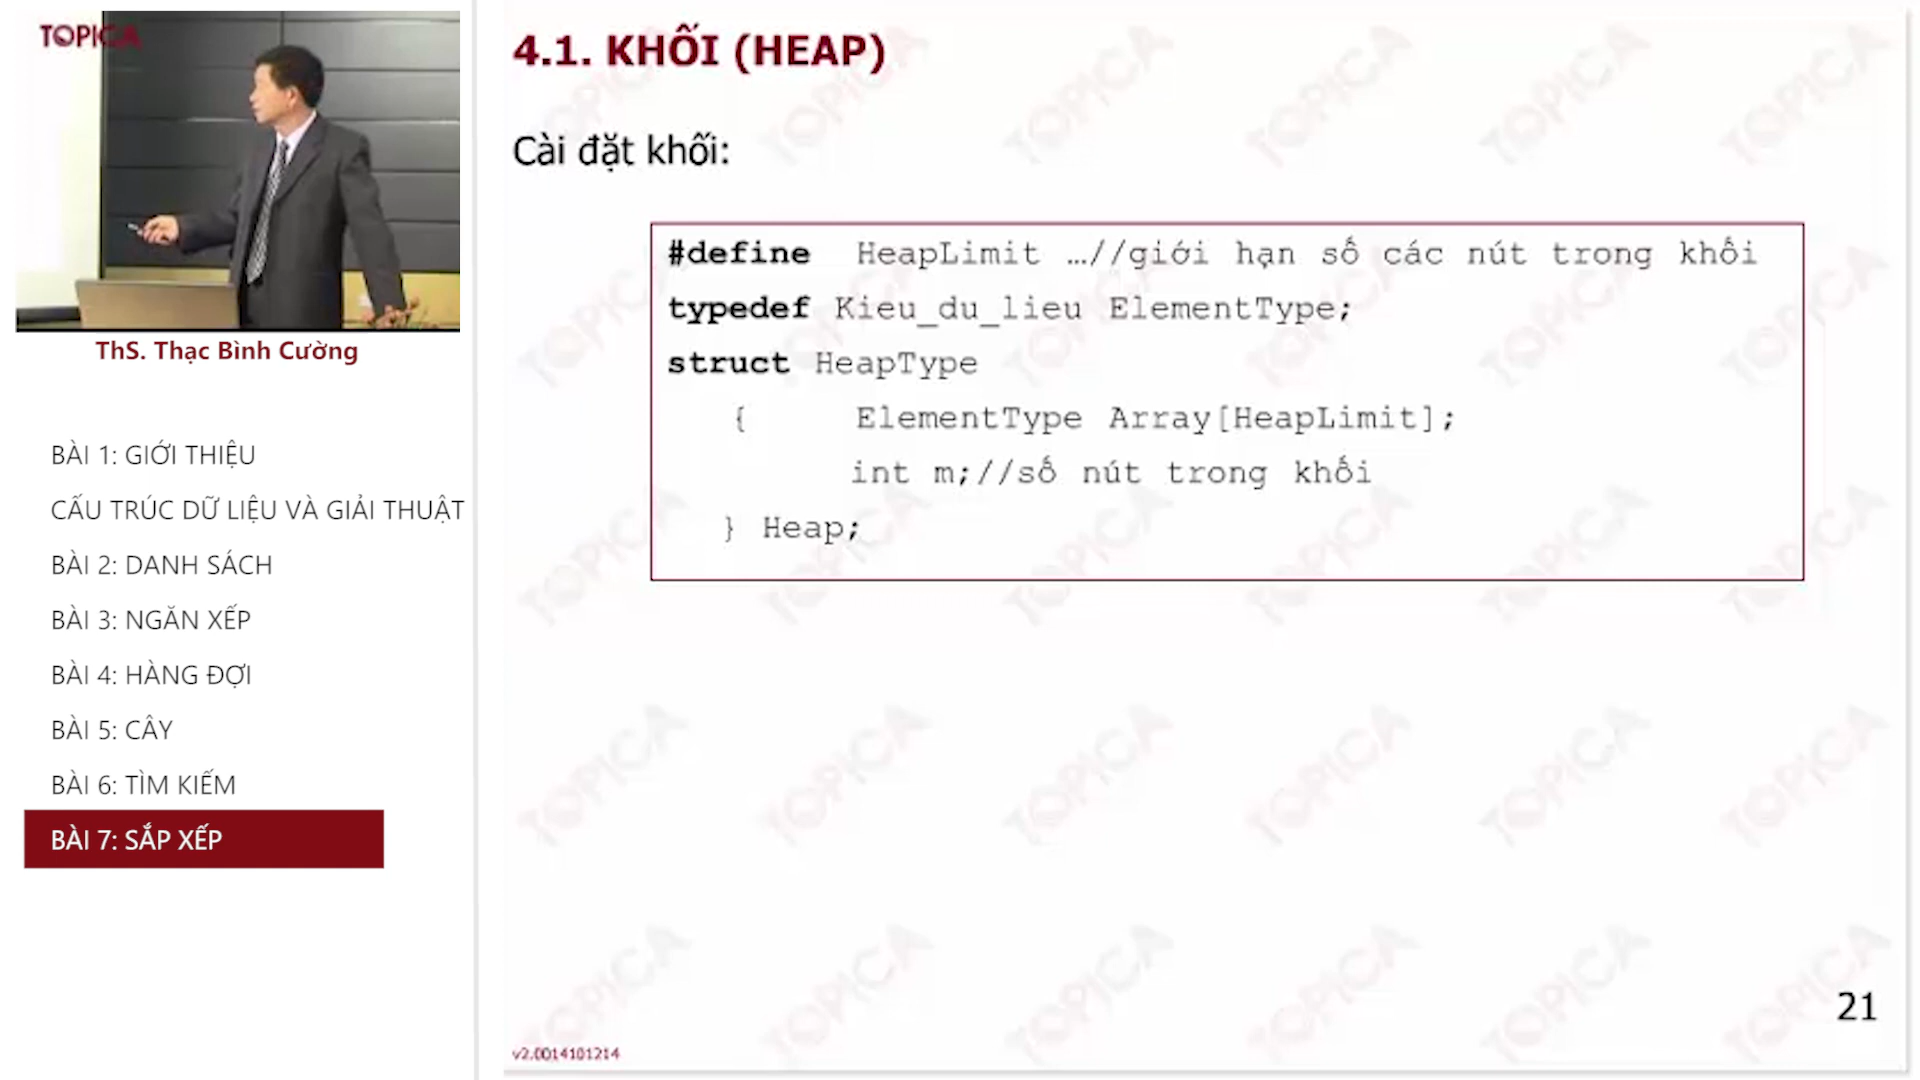 TOPICA
ThS. Thạc Bình Cường
BÀI 1: GIỚI THIỆU
CẤU TRÚC DỮ LIỆU VÀ GIẢI THUẬT
BÀI 2: DANH SÁCH
BÀI 3: NGĂN XẾP
BÀI 4: HÀNG ĐỢI
BÀI 5: CÂY
BÀI 6: TÌM KIẾM
BÀI 7: SẮP XẾP
4.1. KHỐI (HEAP)
Cài đặt khối:
#define HeapLimit …//giới hạn số các nút trong khối
typedef Kieu_du_lieu ElementType;
struct HeapType
{ ElementType Array[HeapLimit];
int m;//số nút trong khối
} Heap;
21
v2.0014101214